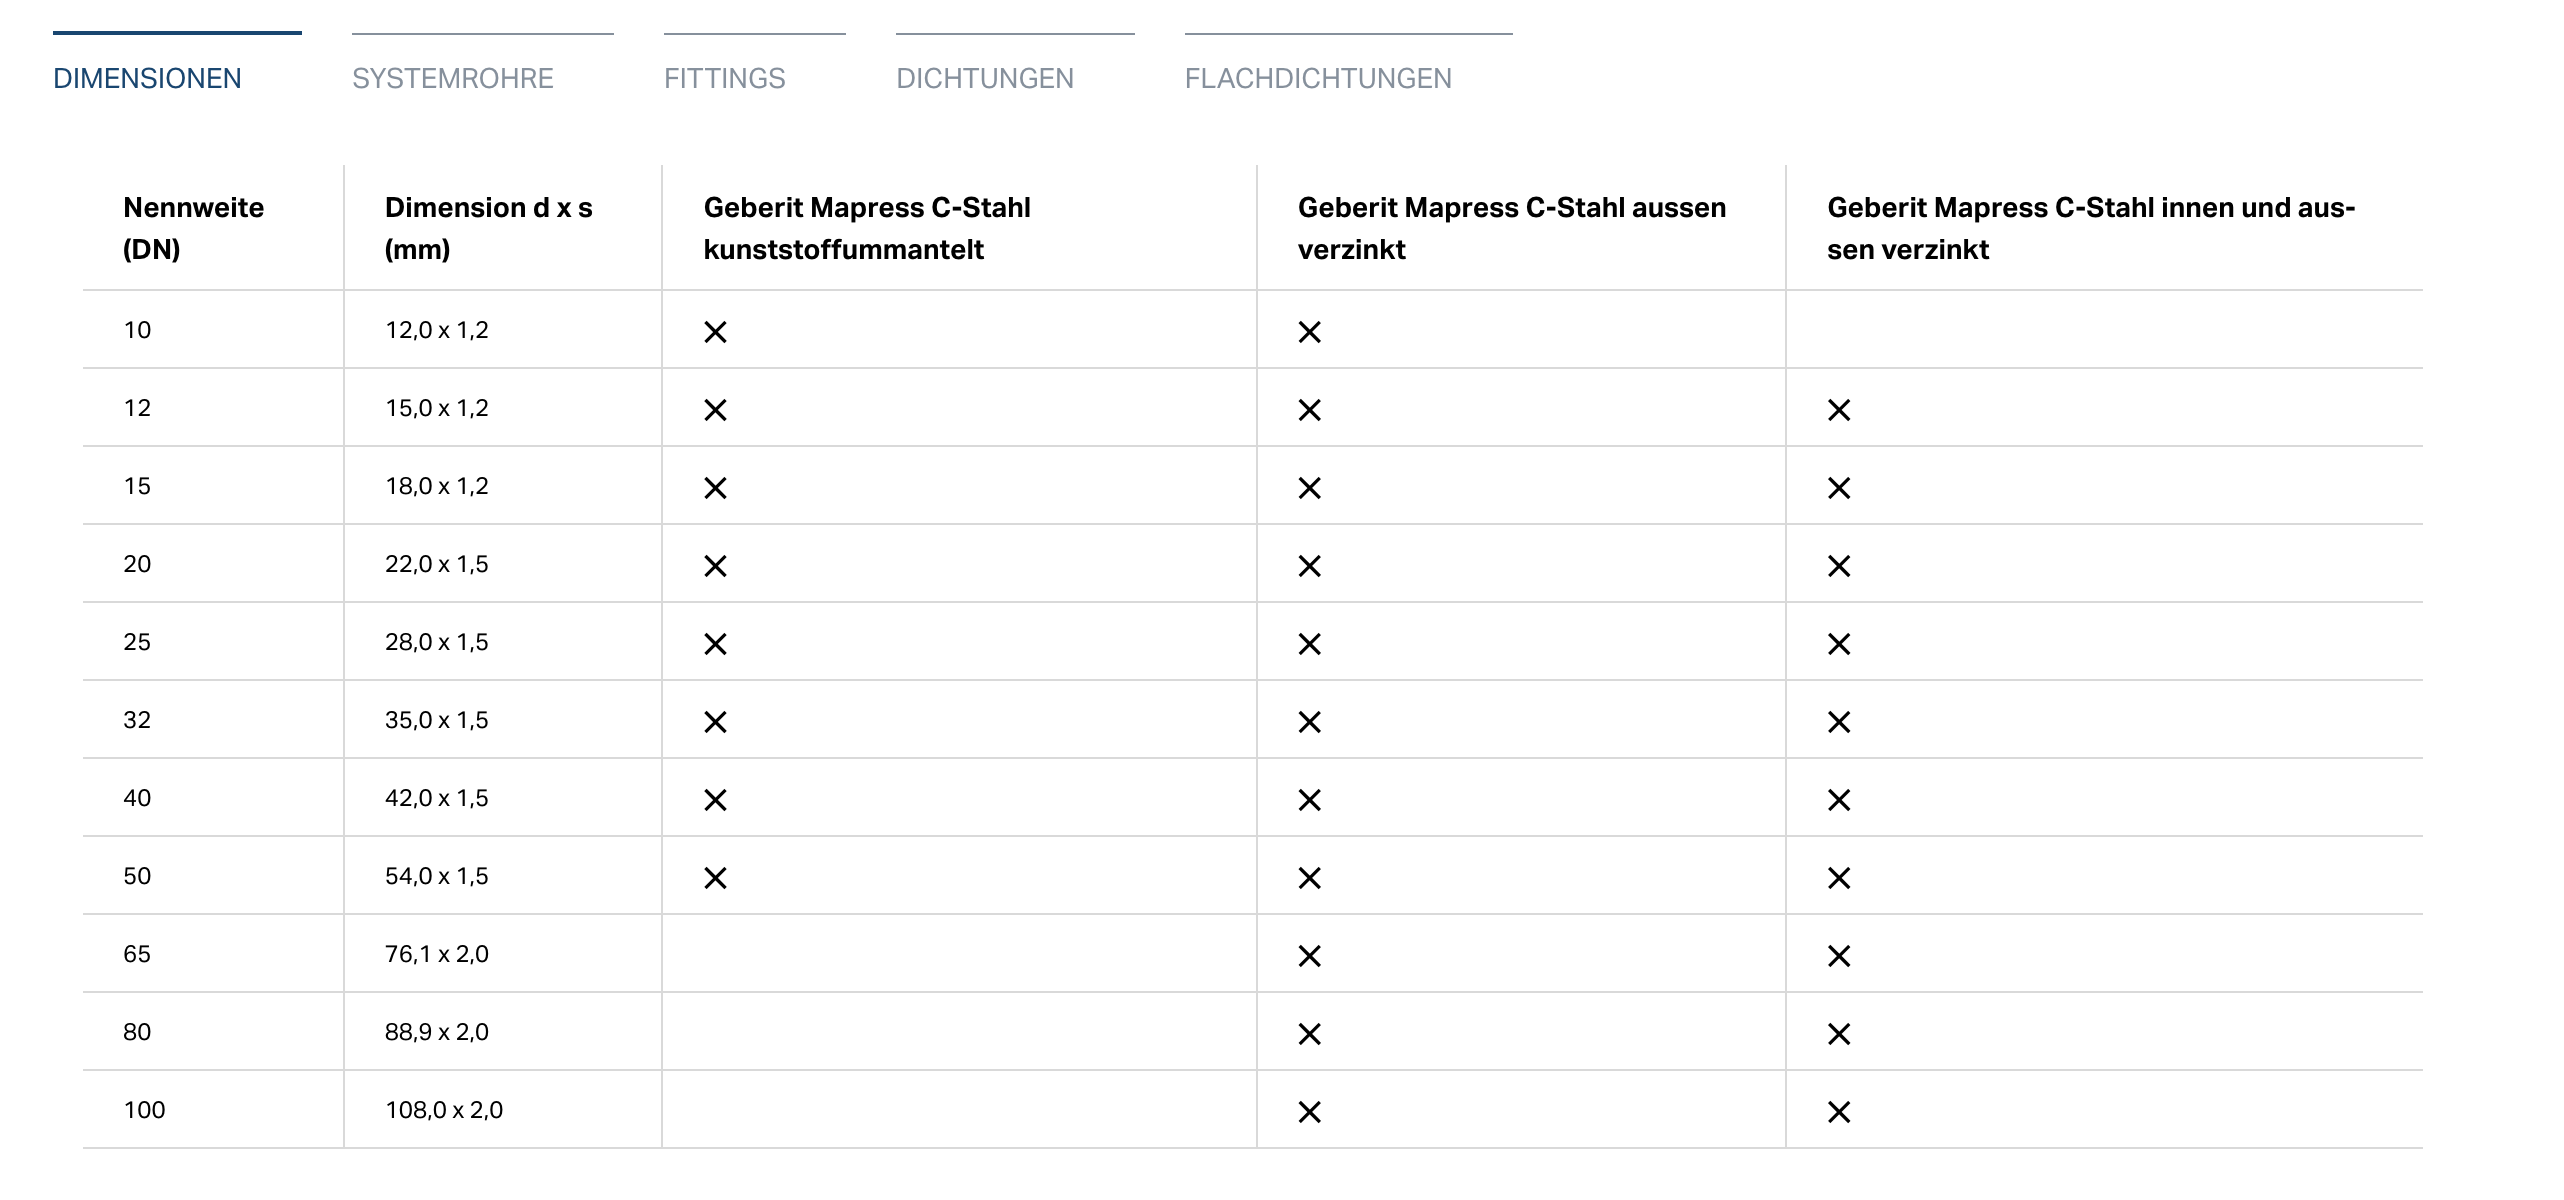 DIMENSIONEN SYSTEMROHRE FITTINGS DICHTUNGEN FLACHDICHTUNGEN
Nennweite (DN) Dimension d x s (mm) Geberit Mapress C-Stahl kunststoffummantelt Geberit Mapress C-Stahl aussen verzinkt Geberit Mapress C-Stahl innen und aus-sen verzinkt
10 12,0 x 1,2 ✕ ✕
12 15,0 x 1,2 ✕ ✕ ✕
15 18,0 x 1,2 ✕ ✕ ✕
20 22,0 x 1,5 ✕ ✕ ✕
25 28,0 x 1,5 ✕ ✕ ✕
32 35,0 x 1,5 ✕ ✕ ✕
40 42,0 x 1,5 ✕ ✕ ✕
50 54,0 x 1,5 ✕ ✕ ✕
65 76,1 x 2,0 ✕ ✕
80 88,9 x 2,0 ✕ ✕
100 108,0 x 2,0 ✕ ✕